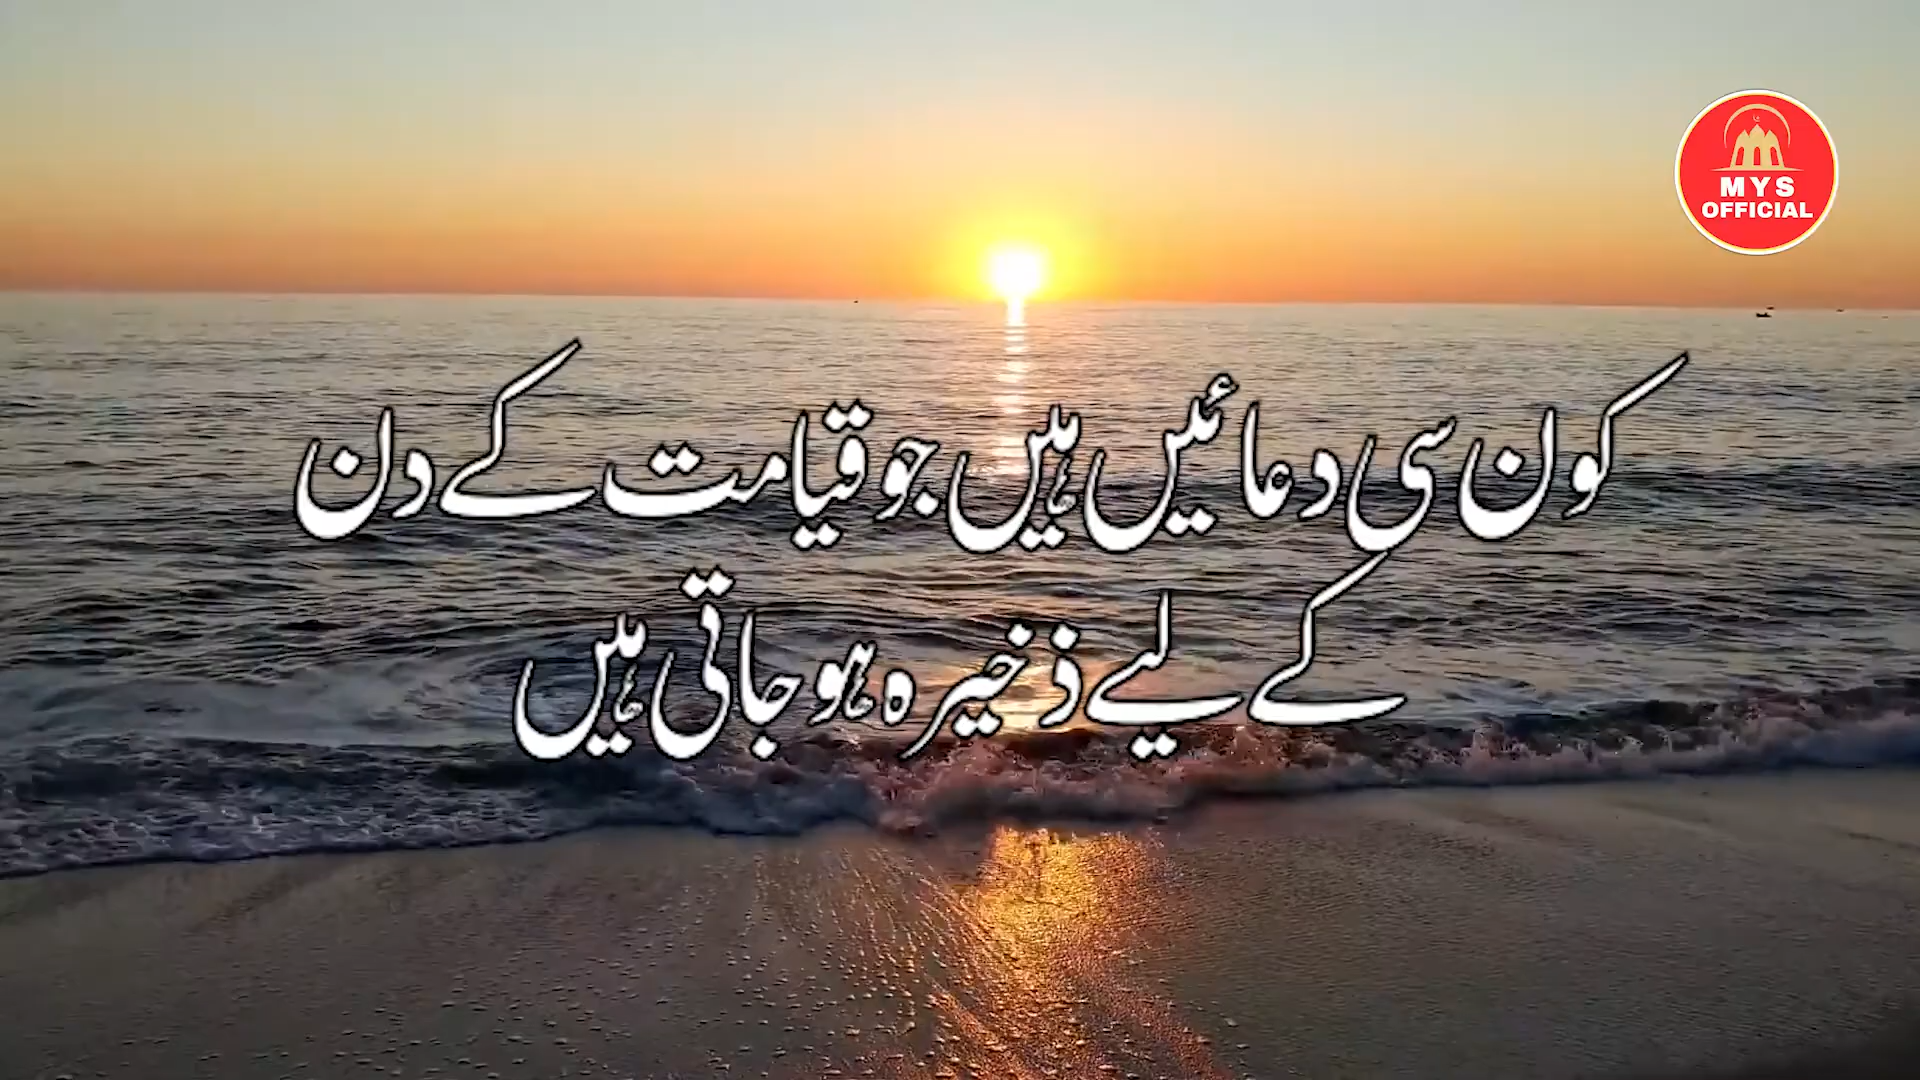 MYS
OFFICIAL
کون سی دعائیں ہیں جو قیامت کے دن
کے لیے ذخیرہ ہو جاتی ہیں